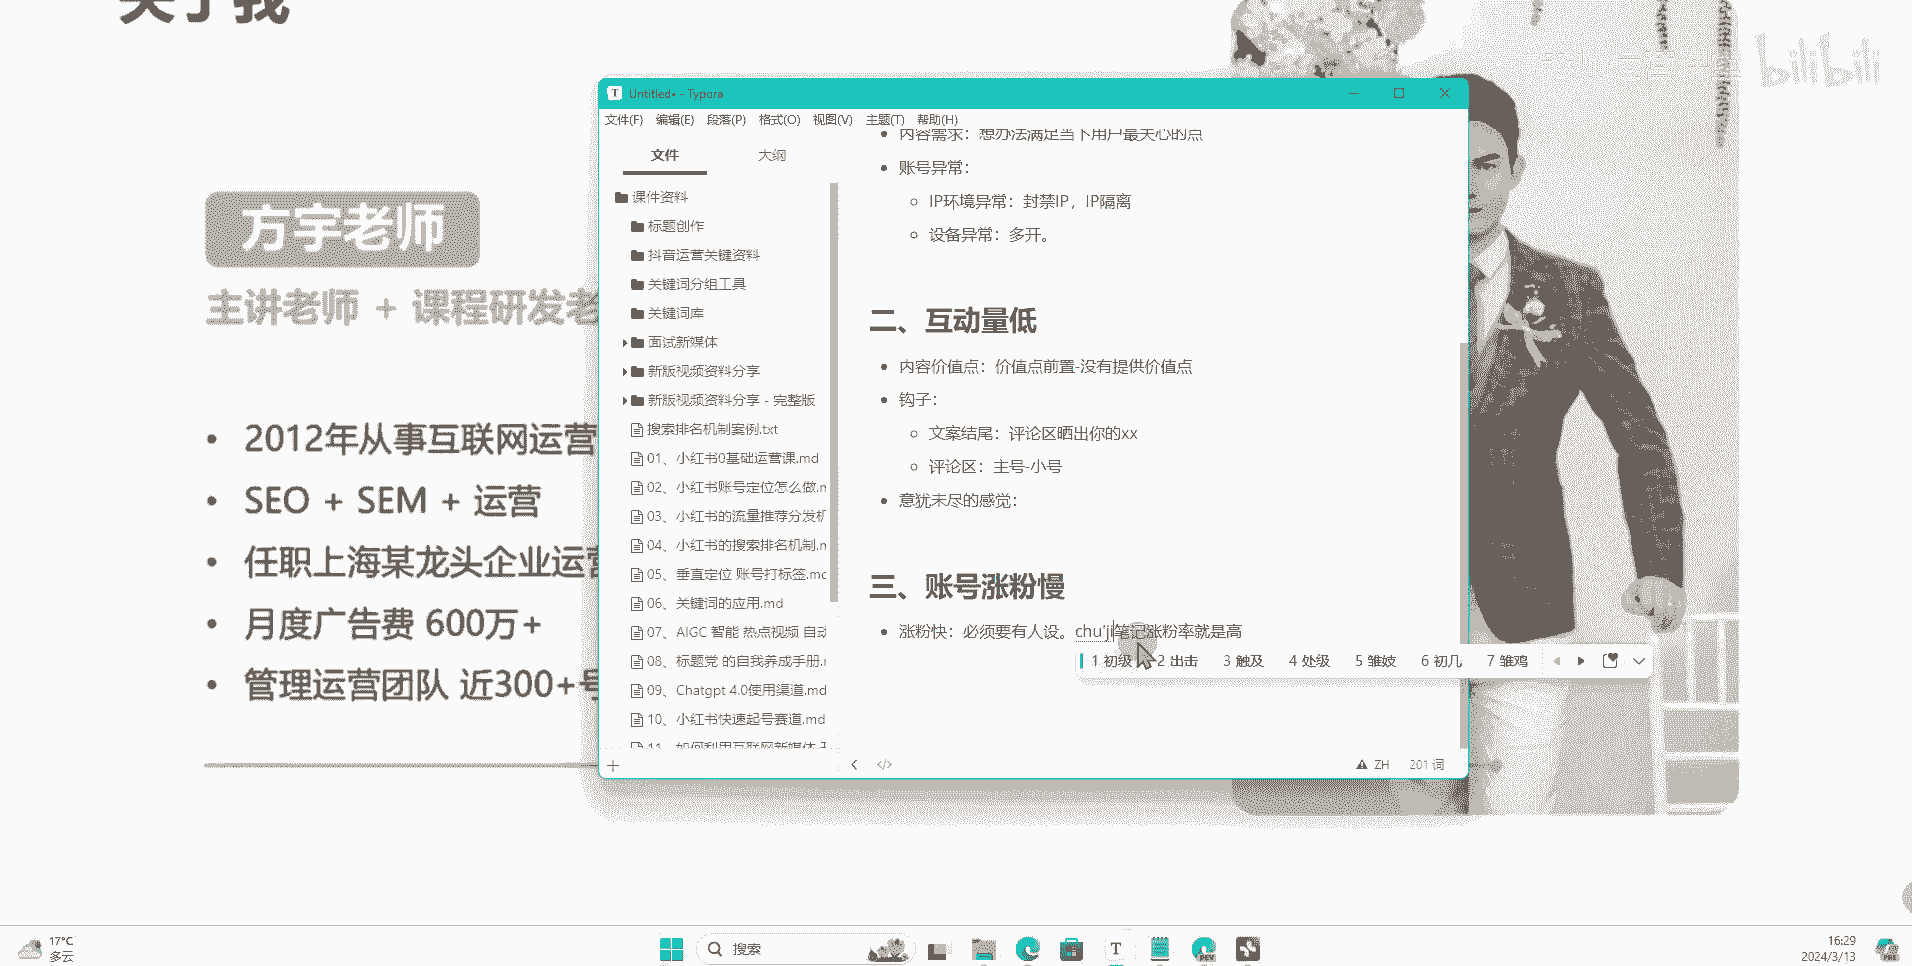 关于我
bilibili
方宇老师
主讲老师 + 课程研发老
2012年从事互联网运营
SEO + SEM + 运营
任职上海某龙头企业运营
月度广告费 600万+
管理运营团队 近300+号
Untitled• - Typora
文件(F) 编辑(E) 段落(P) 格式(O) 视图(V) 主题(T) 帮助(H)
文件 大纲
课件资料
标题创作
抖音运营关键资料
关键词分组工具
关键词库
面试新媒体
新版视频资料分享
新版视频资料分享 - 完整版
搜索排名机制案例.txt
01、小红书0基础运营课.md
02、小红书账号定位怎么做.m
03、小红书的流量推荐分发机
04、小红书的搜索排名机制.m
05、垂直定位 账号打标签.md
06、关键词的应用.md
07、AIGC 智能 热点视频 自动
08、标题党 的自我养成手册.m
09、Chatgpt 4.0使用渠道.md
10、小红书快速起号赛道.md
11、如何利用互联网新媒体
内容需求：想办法满足当下用户最关心的点
账号异常：
IP环境异常：封禁IP，IP隔离
设备异常：多开。
二、互动量低
内容价值点：价值点前置-没有提供价值点
钩子：
文案结尾：评论区晒出你的xx
评论区：主号-小号
意犹未尽的感觉：
三、账号涨粉慢
涨粉快：必须要有人设。chu'ji笔记涨粉率就是高
1 初级 2 出击 3 触及 4 处级 5 雏妓 6 初几 7 雏鸡
ZH 201 词
17°C
多云
搜索
16:29
2024/3/13